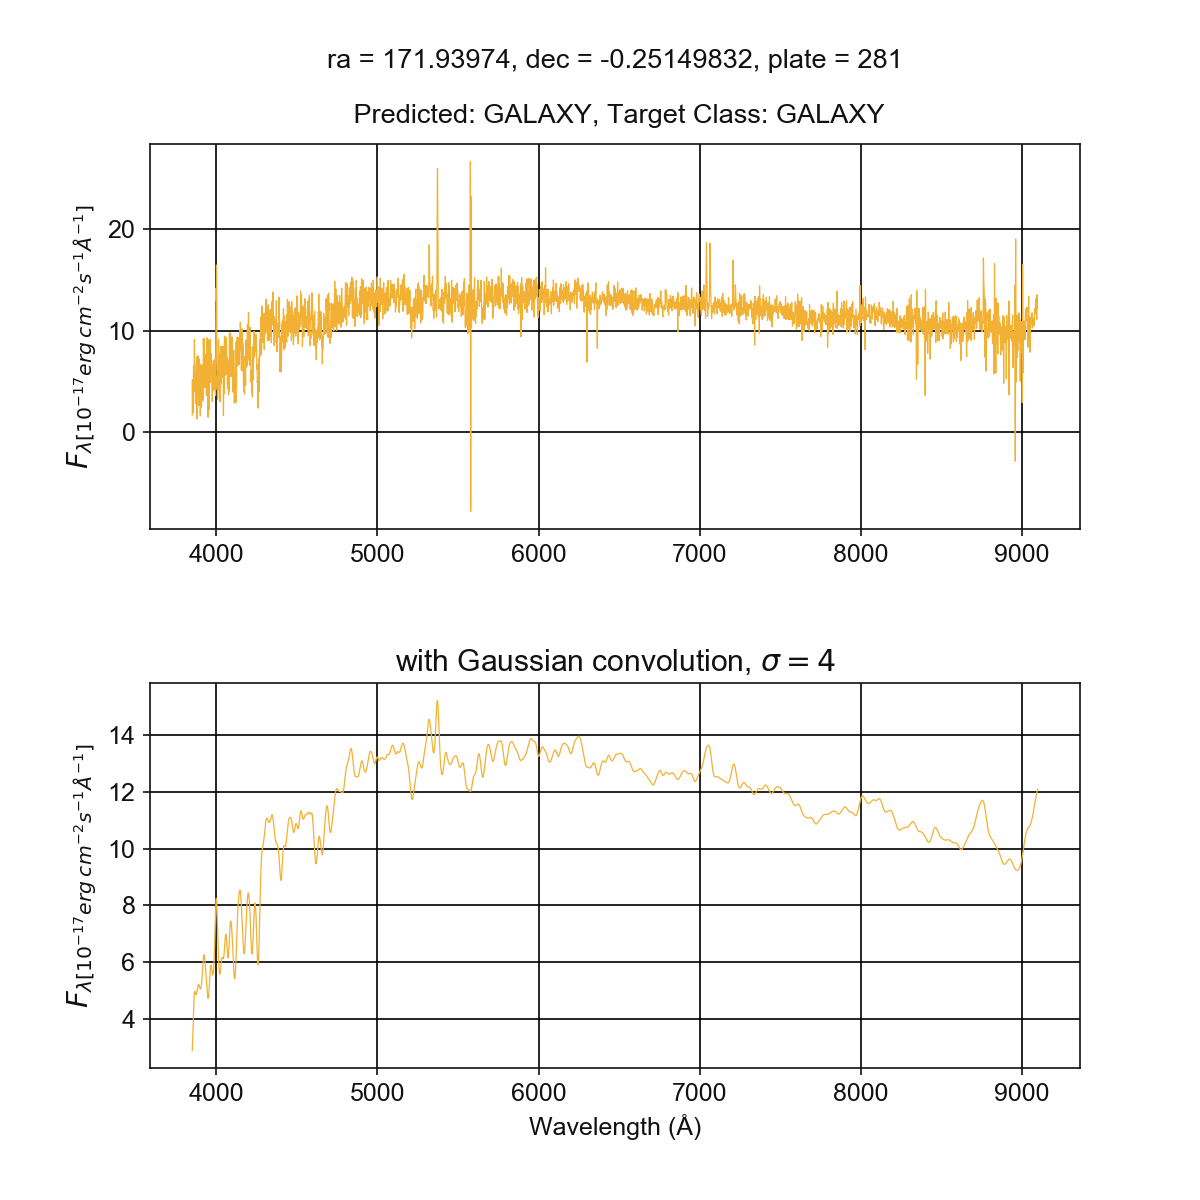 ra = 171.93974, dec = -0.25149832, plate = 281
Predicted: GALAXY, Target Class: GALAXY
F_λ[10^−17 erg cm^−2 s^−1 Å^−1]
20
10
0
4000 5000 6000 7000 8000 9000
with Gaussian convolution, σ = 4
F_λ[10^−17 erg cm^−2 s^−1 Å^−1]
14
12
10
8
6
4
4000 5000 6000 7000 8000 9000
Wavelength (Å)